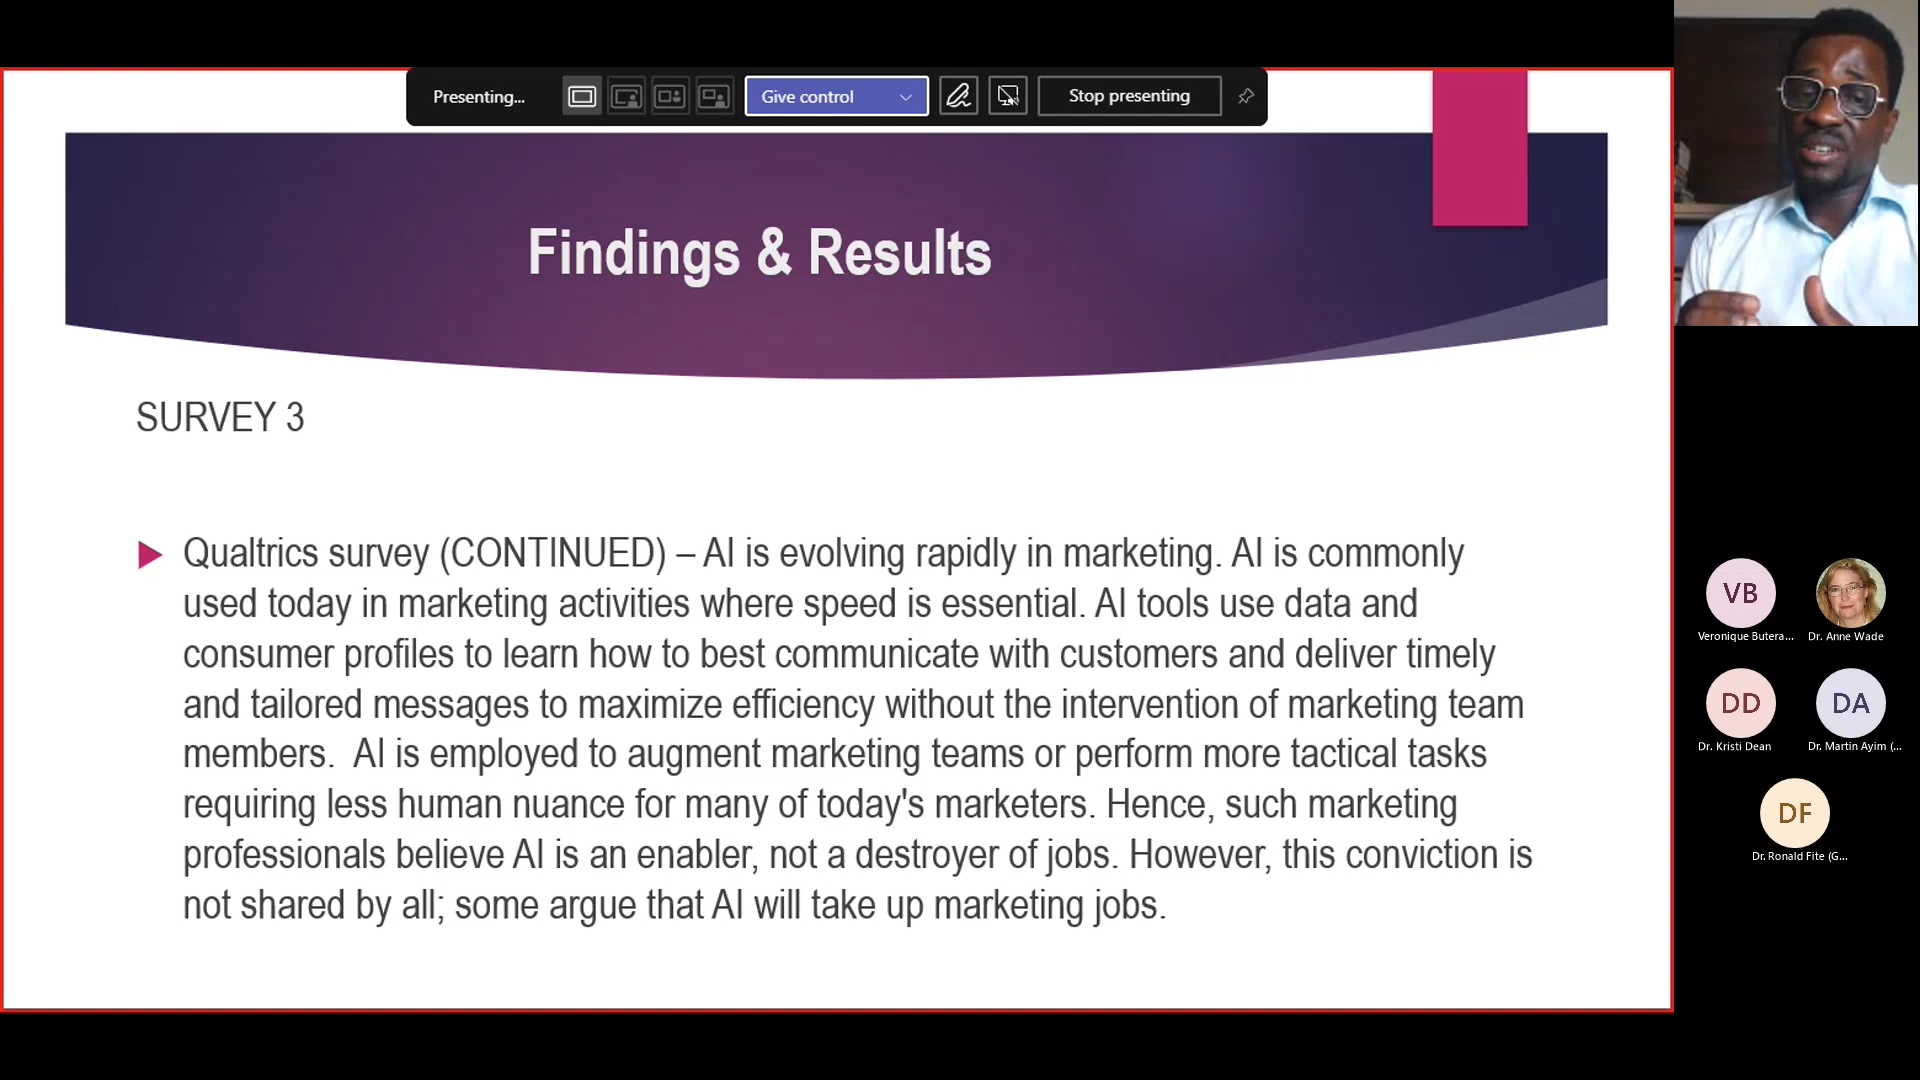 Presenting...
Give control
Stop presenting
Findings & Results
SURVEY 3
Qualtrics survey (CONTINUED) – AI is evolving rapidly in marketing. AI is commonly
used today in marketing activities where speed is essential. AI tools use data and
consumer profiles to learn how to best communicate with customers and deliver timely
and tailored messages to maximize efficiency without the intervention of marketing team
members.  AI is employed to augment marketing teams or perform more tactical tasks
requiring less human nuance for many of today's marketers. Hence, such marketing
professionals believe AI is an enabler, not a destroyer of jobs. However, this conviction is
not shared by all; some argue that AI will take up marketing jobs.
VB
Veronique Butera...
Dr. Anne Wade
DD
Dr. Kristi Dean
DA
Dr. Martin Ayim (...
DF
Dr. Ronald Fite (G...